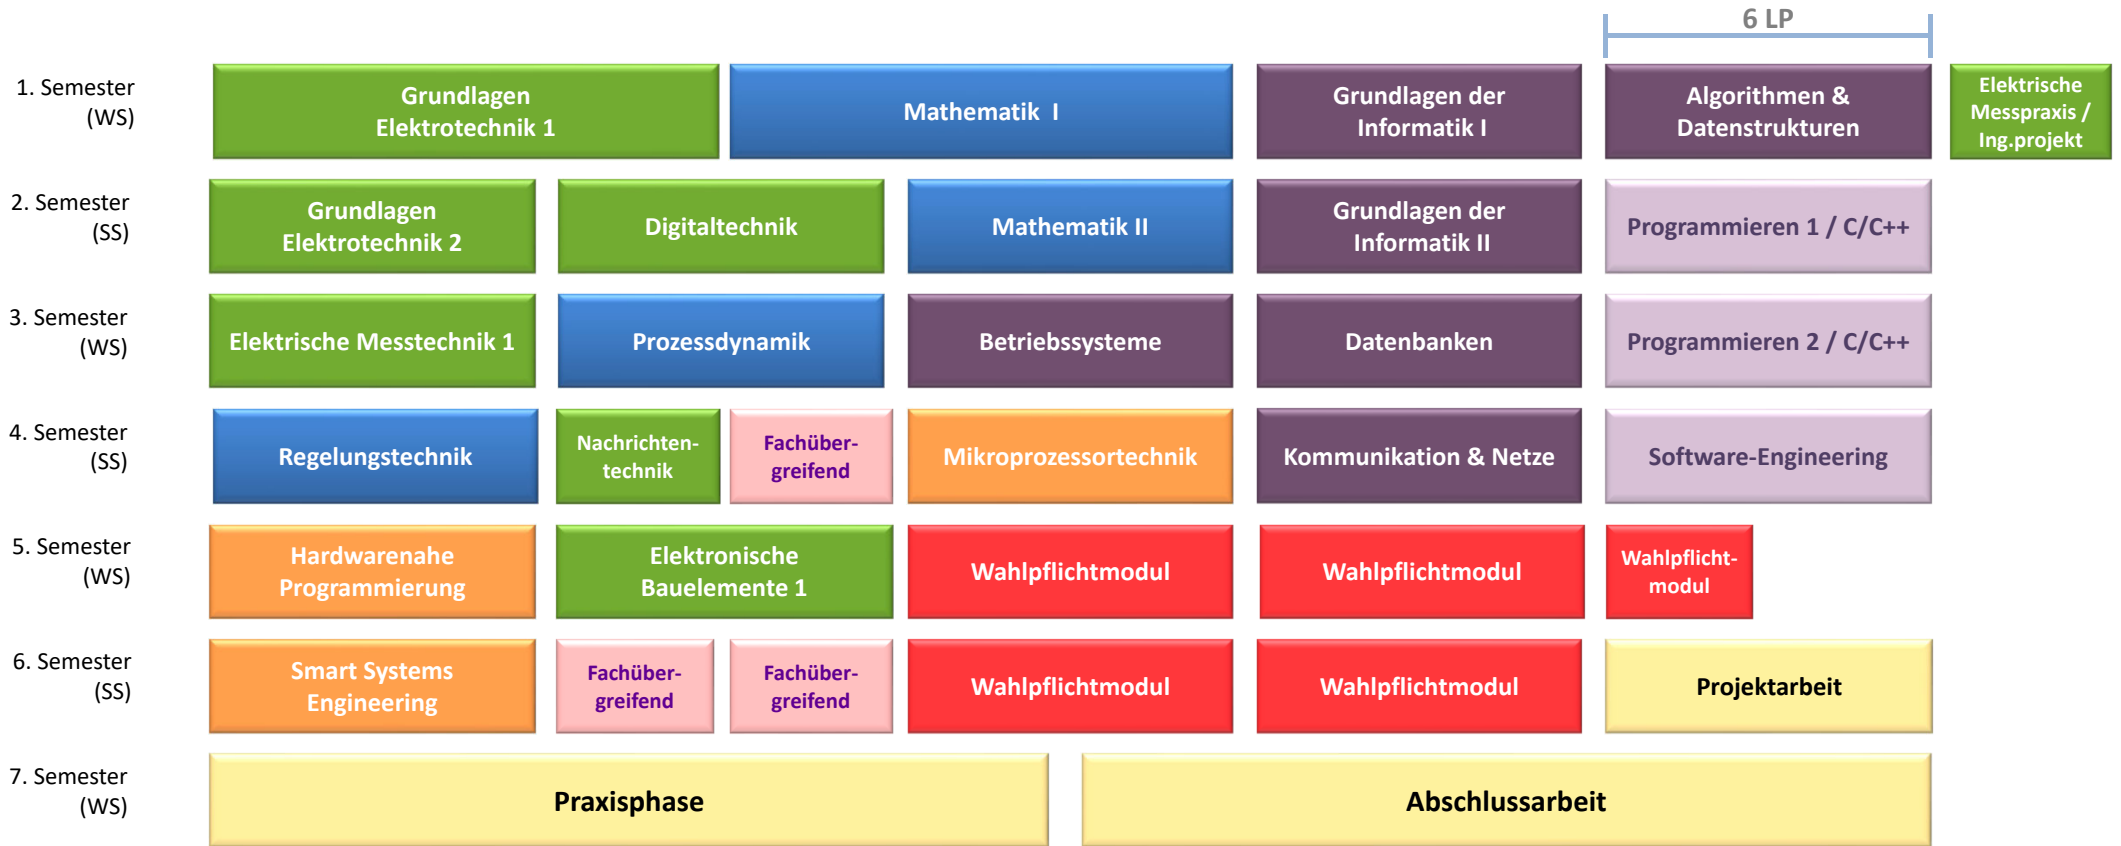 6 LP
1. Semester
(WS)
Grundlagen
Elektrotechnik 1
Mathematik I
Grundlagen der
Informatik I
Algorithmen &
Datenstrukturen
Elektrische
Messpraxis /
Ing.projekt
2. Semester
(SS)
Grundlagen
Elektrotechnik 2
Digitaltechnik
Mathematik II
Grundlagen der
Informatik II
Programmieren 1 / C/C++
3. Semester
(WS)
Elektrische Messtechnik 1
Prozessdynamik
Betriebssysteme
Datenbanken
Programmieren 2 / C/C++
4. Semester
(SS)
Regelungstechnik
Nachrichten-
technik
Fachüber-
greifend
Mikroprozessortechnik
Kommunikation & Netze
Software-Engineering
5. Semester
(WS)
Hardwarenahe
Programmierung
Elektronische
Bauelemente 1
Wahlpflichtmodul
Wahlpflichtmodul
Wahlpflicht-
modul
6. Semester
(SS)
Smart Systems
Engineering
Fachüber-
greifend
Fachüber-
greifend
Wahlpflichtmodul
Wahlpflichtmodul
Projektarbeit
7. Semester
(WS)
Praxisphase
Abschlussarbeit